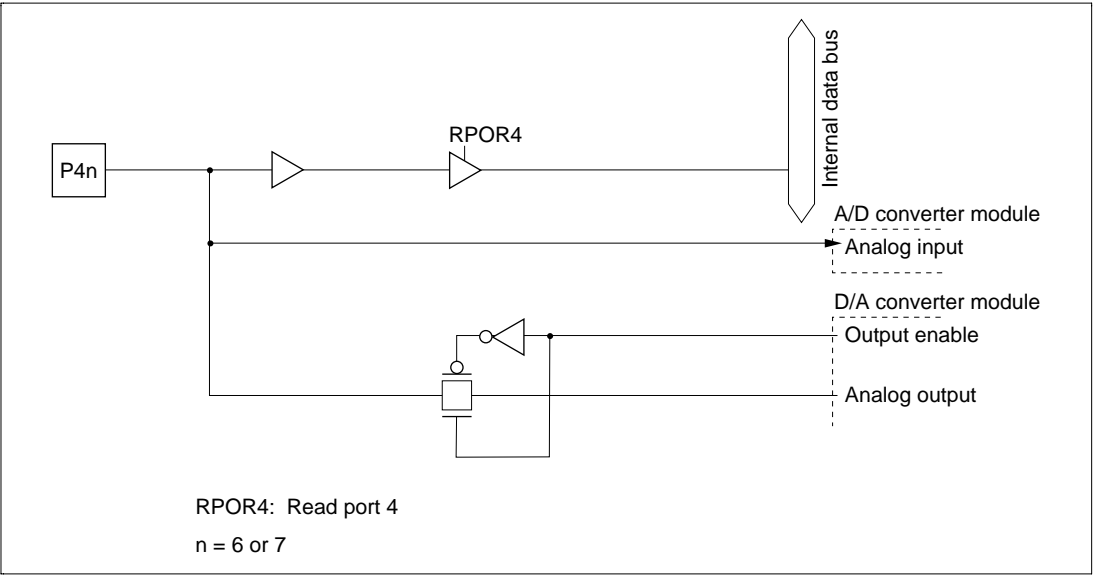 RPOR4
P4n
Internal data bus
A/D converter module
Analog input
D/A converter module
Output enable
Analog output
RPOR4: Read port 4
n = 6 or 7